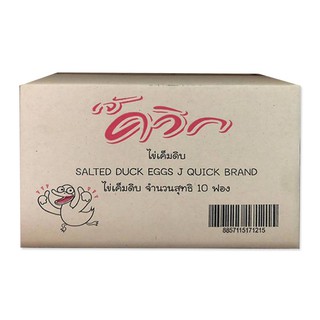 เจ๊ควิก
ไข่เค็มดิบ
SALTED DUCK EGGS J QUICK BRAND
ไข่เค็มดิบ จำนวนสุทธิ 10 ฟอง
8857115171215